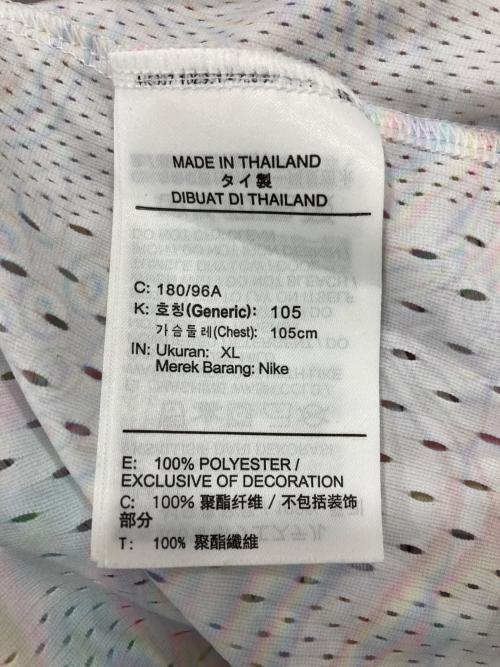 MADE IN THAILAND
タイ製
DIBUAT DI THAILAND
C: 180/96A
K: 호칭(Generic): 105
가슴둘레(Chest): 105cm
IN: Ukuran: XL
Merek Barang: Nike
E: 100% POLYESTER /
EXCLUSIVE OF DECORATION
C: 100% 聚酯纤维 / 不包括装饰
部分
T: 100% 聚酯纖維